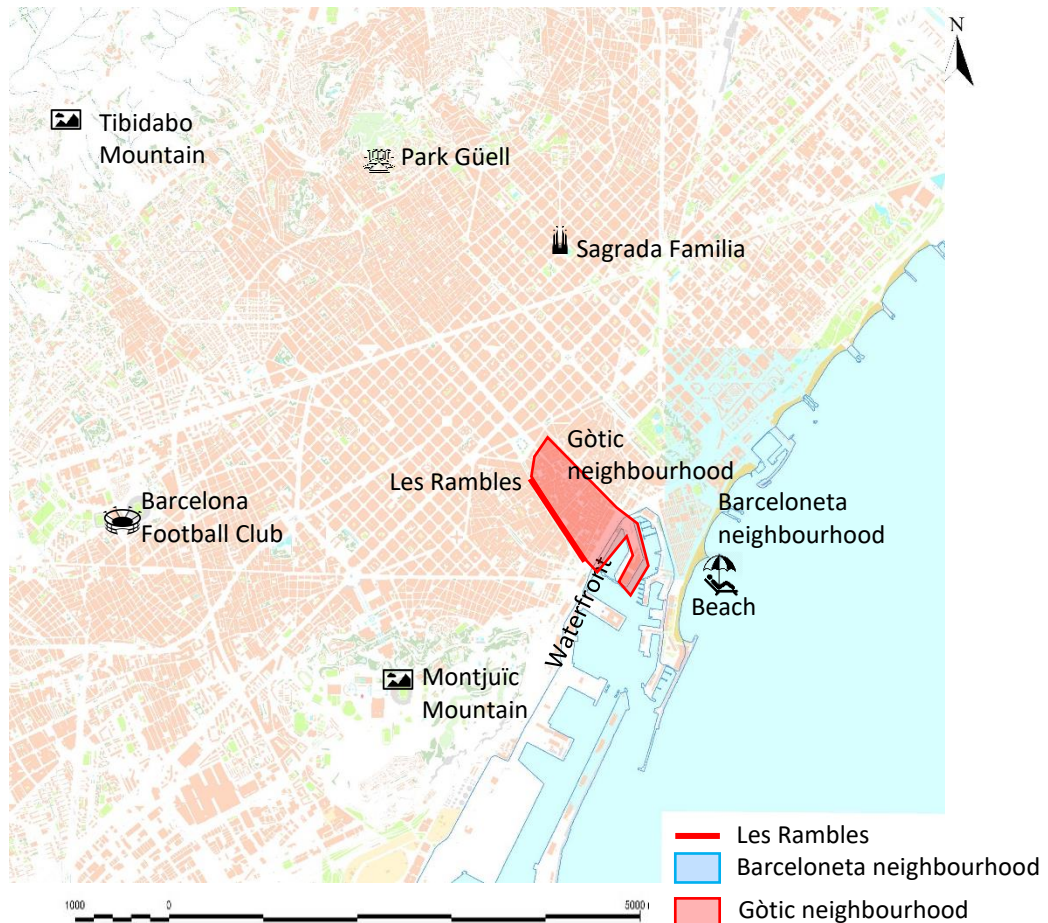 N
Tibidabo
Mountain
Park Güell
Sagrada Familia
Gòtic
neighbourhood
Les Rambles
Barcelona
Football Club
Barceloneta
neighbourhood
Beach
Waterfront
Montjuïc
Mountain
Les Rambles
Barceloneta neighbourhood
Gòtic neighbourhood
1000 0 5000